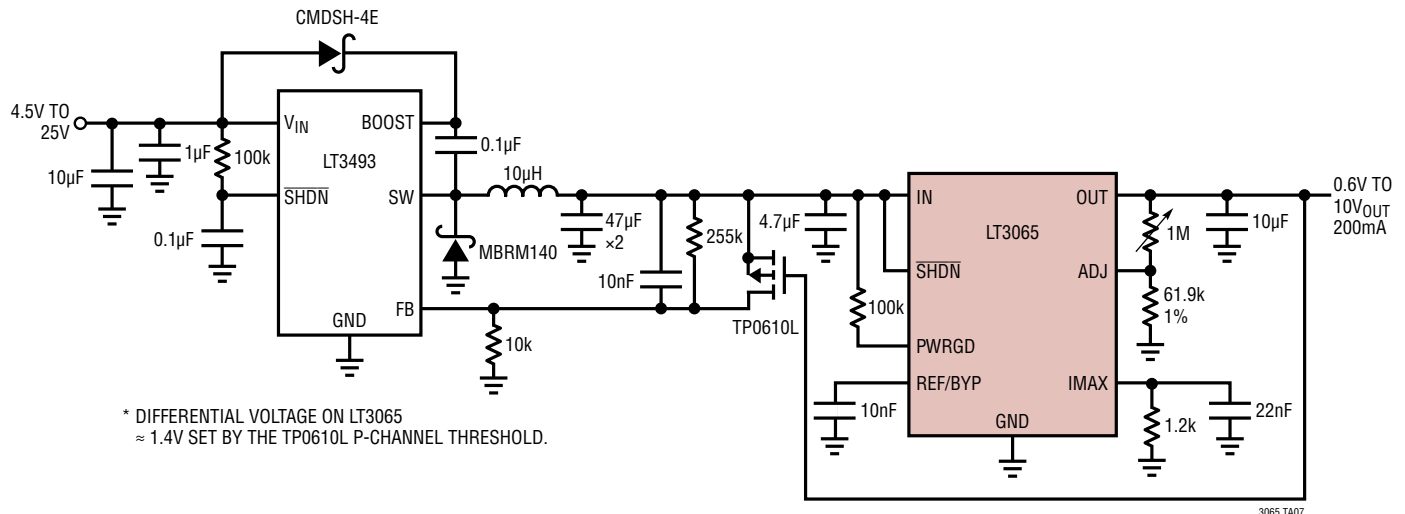 CMDSH-4E
4.5V TO
25V
10µF
1µF
100k
0.1µF
VIN
BOOST
LT3493
SHDN
SW
FB
GND
0.1µF
10µH
MBRM140
47µF
×2
10nF
255k
10k
TP0610L
4.7µF
100k
IN
OUT
LT3065
SHDN
ADJ
PWRGD
REF/BYP
IMAX
GND
10nF
1M
61.9k
1%
10µF
1.2k
22nF
0.6V TO
10VOUT
200mA
* DIFFERENTIAL VOLTAGE ON LT3065
≈ 1.4V SET BY THE TP0610L P-CHANNEL THRESHOLD.
3065 TA07